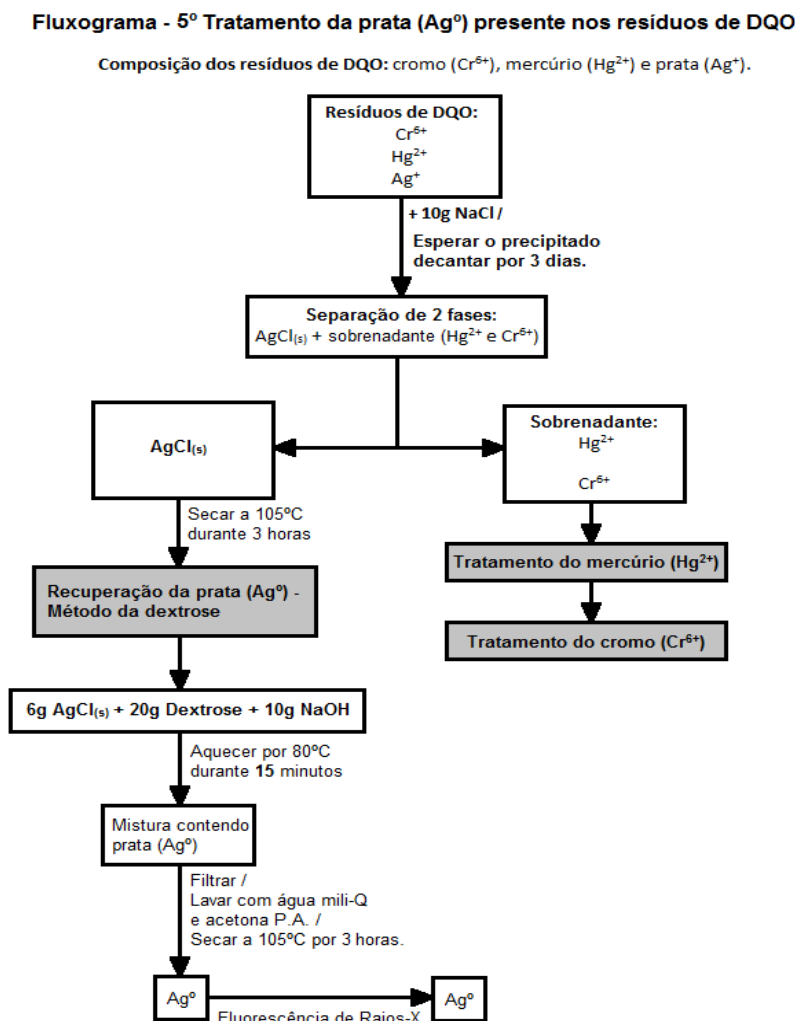 Fluxograma - 5º Tratamento da prata (Agº) presente nos resíduos de DQO
Composição dos resíduos de DQO: cromo (Cr⁶⁺), mercúrio (Hg²⁺) e prata (Ag⁺).
Resíduos de DQO:
Cr⁶⁺
Hg²⁺
Ag⁺
+ 10g NaCl /
Esperar o precipitado
decantar por 3 dias.
Separação de 2 fases:
AgCl₍ₛ₎ + sobrenadante (Hg²⁺ e Cr⁶⁺)
AgCl₍ₛ₎
Sobrenadante:
Hg²⁺
Cr⁶⁺
Secar a 105ºC
durante 3 horas
Tratamento do mercúrio (Hg²⁺)
Recuperação da prata (Agº) -
Método da dextrose
Tratamento do cromo (Cr⁶⁺)
6g AgCl₍ₛ₎ + 20g Dextrose + 10g NaOH
Aquecer por 80ºC
durante 15 minutos
Mistura contendo
prata (Agº)
Filtrar /
Lavar com água mili-Q
e acetona P.A. /
Secar a 105ºC por 3 horas.
Agº
Agº
Fluorescência de Raios-X